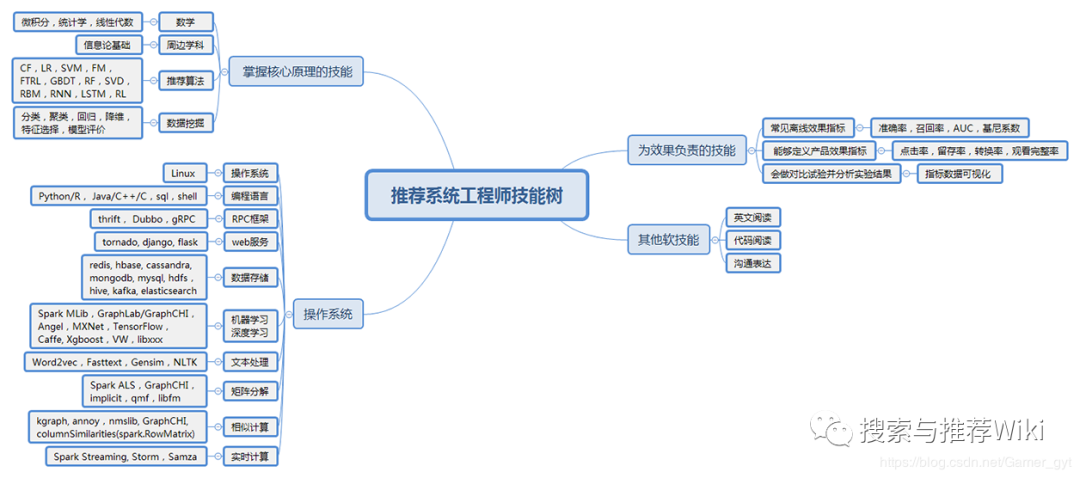 推荐系统工程师技能树
掌握核心原理的技能
数学
微积分，统计学，线性代数
周边学科
信息论基础
推荐算法
CF，LR，SVM，FM，
FTRL，GBDT，RF，SVD，
RBM，RNN，LSTM，RL
数据挖掘
分类，聚类，回归，降维，
特征选择，模型评价
操作系统
操作系统
Linux
编程语言
Python/R， Java/C++/C，sql，shell
RPC框架
thrift， Dubbo，gRPC
web服务
tornado, django, flask
数据存储
redis, hbase, cassandra,
mongodb, mysql, hdfs，
hive, kafka, elasticsearch
机器学习
深度学习
Spark MLib，GraphLab/GraphCHI，
Angel，MXNet，TensorFlow，
Caffe, Xgboost，VW，libxxx
文本处理
Word2vec，Fasttext，Gensim，NLTK
矩阵分解
Spark ALS，GraphCHI，
implicit，qmf，libfm
相似计算
kgraph, annoy，nmslib, GraphCHI,
columnSimilarities(spark.RowMatrix)
实时计算
Spark Streaming, Storm，Samza
为效果负责的技能
常见离线效果指标
准确率，召回率，AUC，基尼系数
能够定义产品效果指标
点击率，留存率，转换率，观看完整率
会做对比试验并分析实验结果
指标数据可视化
其他软技能
英文阅读
代码阅读
沟通表达
搜索与推荐Wiki
https://blog.csdn.net/Gamer_gyt